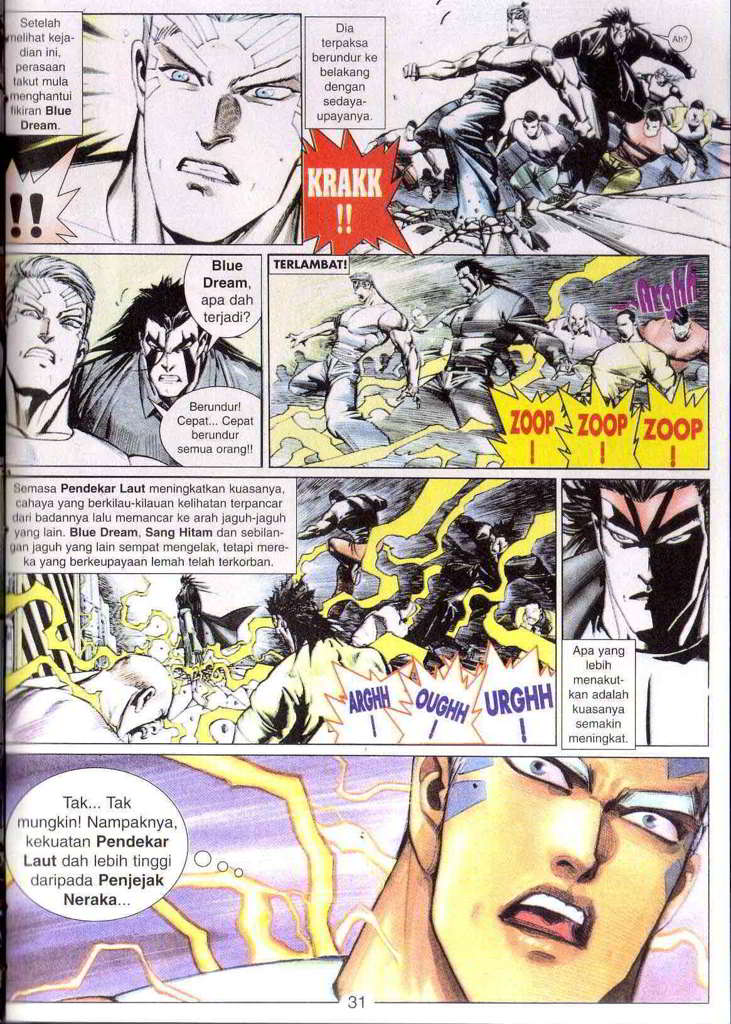 Setelah
melihat keja-
dian ini,
perasaan
takut mula
menghantui
fikiran Blue
Dream.
!!
Dia
terpaksa
berundur ke
belakang
dengan
sedaya-
upayanya.
KRAKK
!!
Ah?
Blue
Dream,
apa dah
terjadi?
Berundur!
Cepat... Cepat
berundur
semua orang!!
TERLAMBAT!
Arghh
ZOOP
!
ZOOP
!
ZOOP
!
Semasa Pendekar Laut meningkatkan kuasanya,
cahaya yang berkilau-kilauan kelihatan terpancar
dari badannya lalu memancar ke arah jaguh-jaguh
yang lain. Blue Dream, Sang Hitam dan sebilan-
gan jaguh yang lain sempat mengelak, tetapi mere-
ka yang berkeupayaan lemah telah terkorban.
ARGHH
!
OUGHH
!
URGHH
!
Apa yang
lebih
menakut-
kan adalah
kuasanya
semakin
meningkat.
Tak... Tak
mungkin! Nampaknya,
kekuatan Pendekar
Laut dah lebih tinggi
daripada Penjejak
Neraka...
31